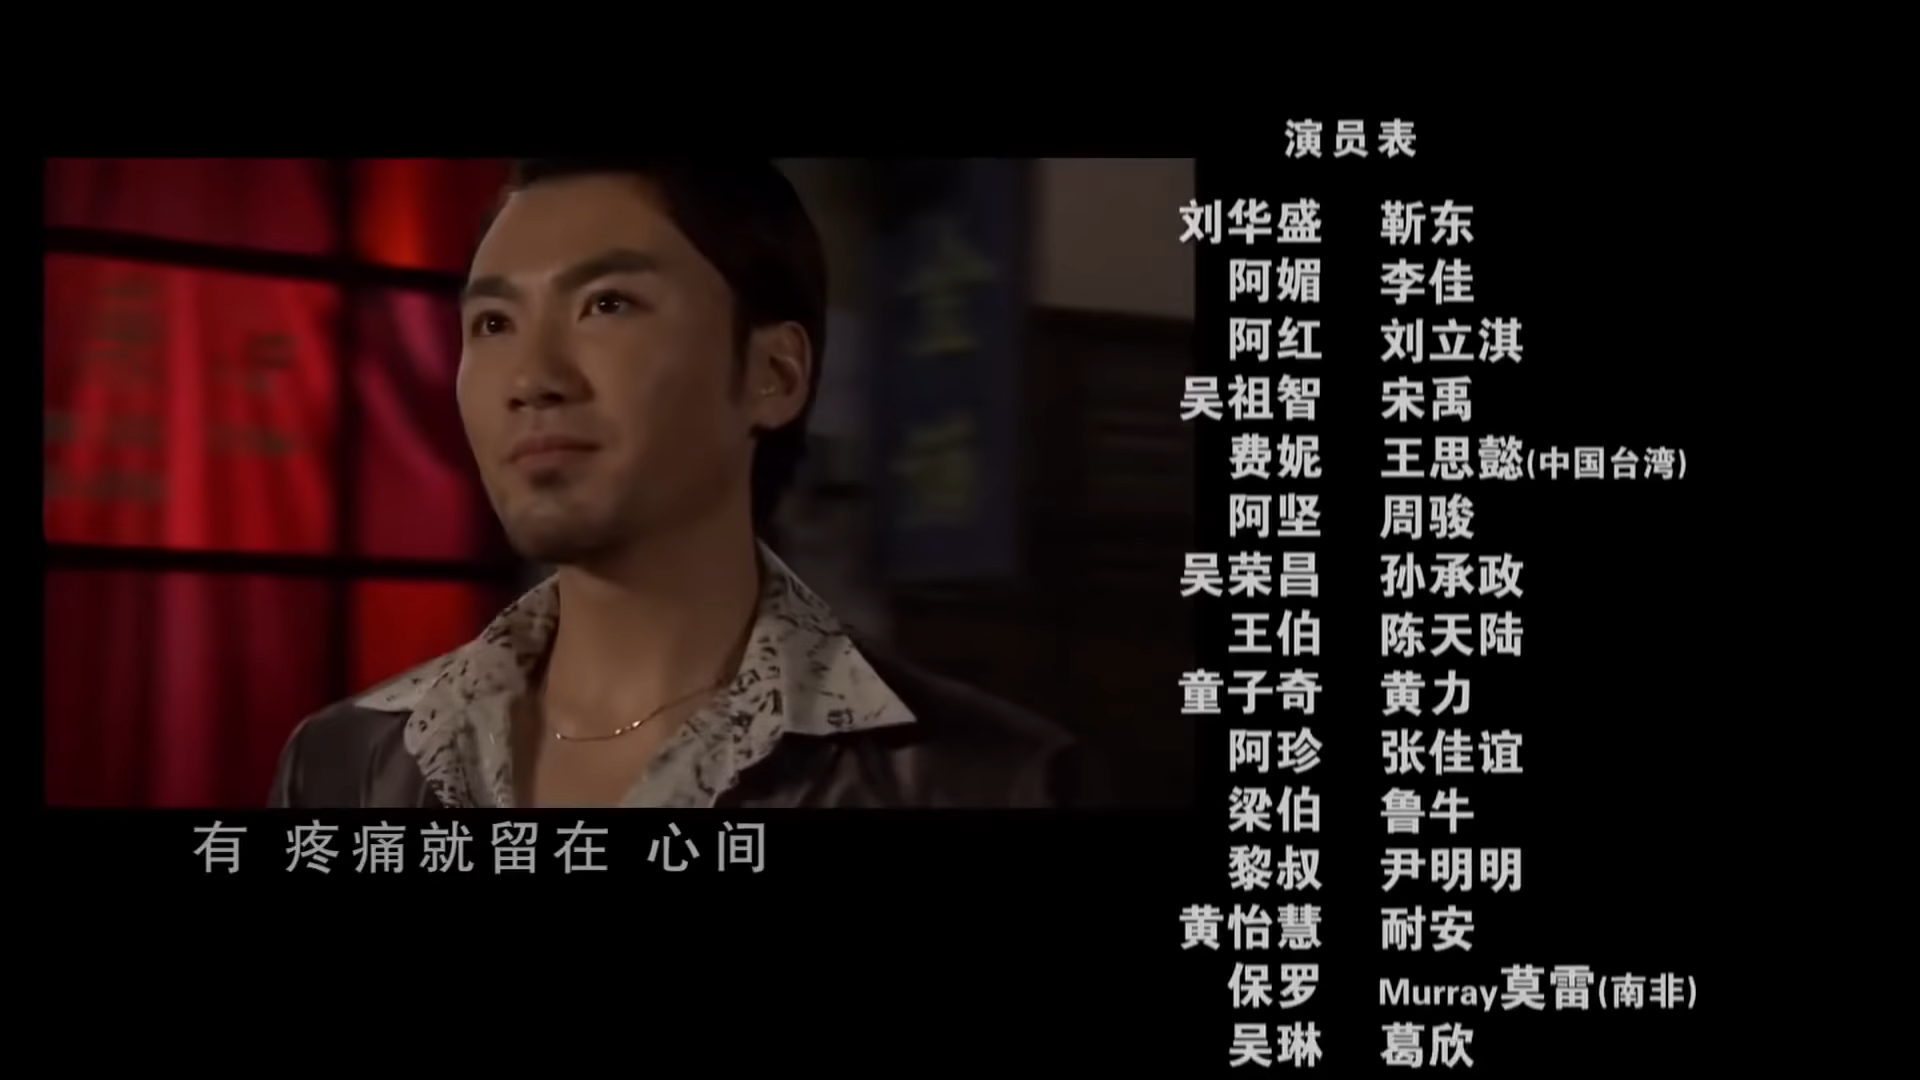 演员表
刘华盛 靳东
阿媚 李佳
阿红 刘立淇
吴祖智 宋禹
费妮 王思懿(中国台湾)
阿坚 周骏
吴荣昌 孙承政
王伯 陈天陆
童子奇 黄力
阿珍 张佳谊
梁伯 鲁牛
黎叔 尹明明
黄怡慧 耐安
保罗 Murray莫雷(南非)
吴琳 葛欣
有 疼痛就留在 心间